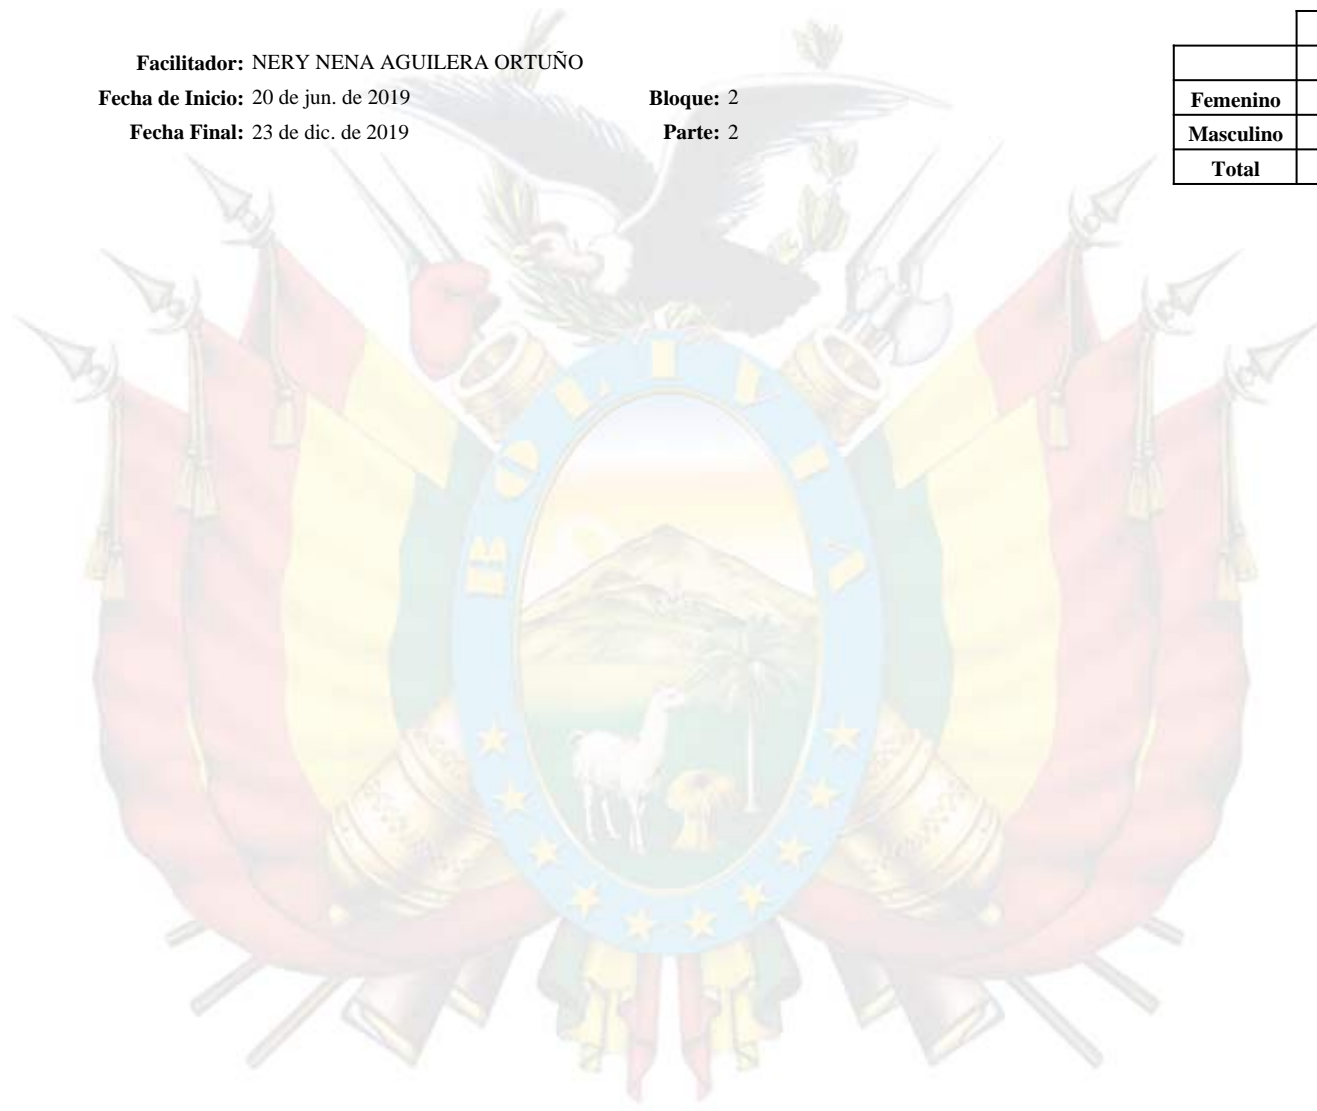 Facilitador: NERY NENA AGUILERA ORTUÑO
Fecha de Inicio: 20 de jun. de 2019 Bloque: 2
Fecha Final: 23 de dic. de 2019 Parte: 2
Femenino
Masculino
Total
BOLIVIA